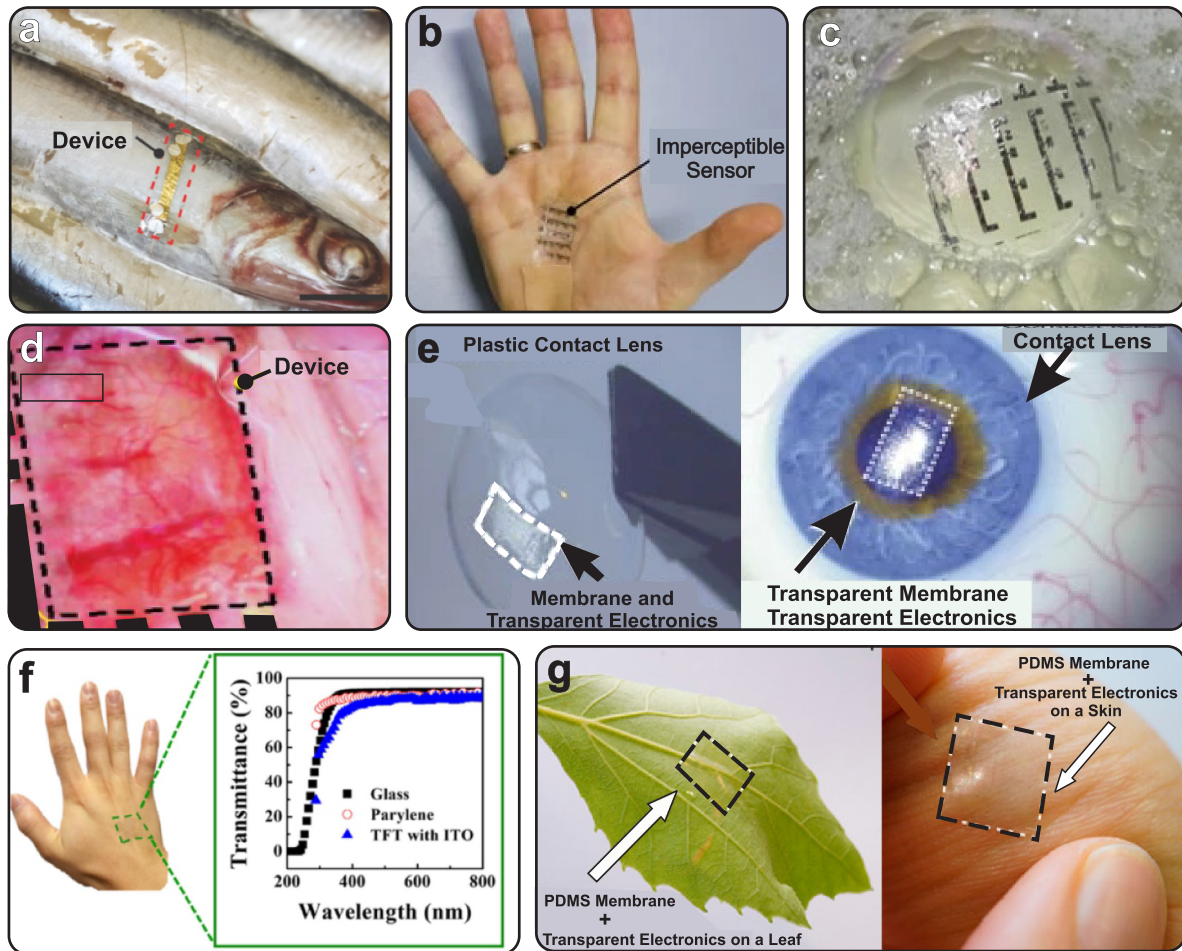 a
Device
b
Imperceptible
Sensor
c
d
Device
e
Plastic Contact Lens
Membrane and
Transparent Electronics
Contact Lens
Transparent Membrane
Transparent Electronics
f
Transmittance (%)
100
80
60
40
20
0
Glass
Parylene
TFT with ITO
200
400
600
800
Wavelength (nm)
g
PDMS Membrane
+
Transparent Electronics on a Leaf
PDMS Membrane
+
Transparent Electronics
on a Skin